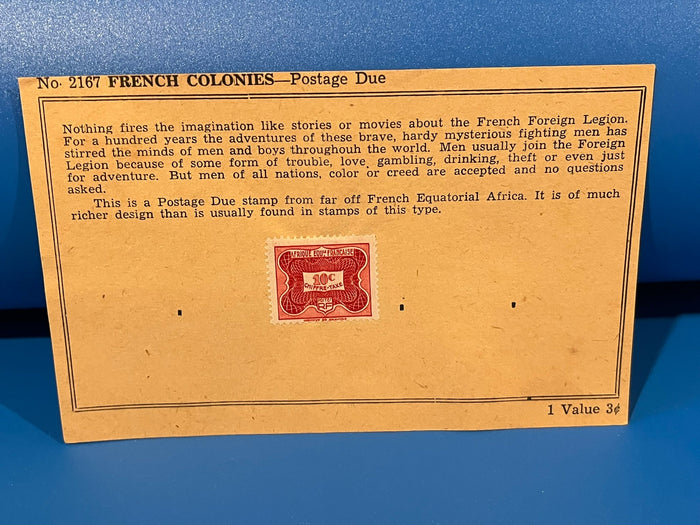 No. 2167 FRENCH COLONIES—Postage Due
Nothing fires the imagination like stories or movies about the French Foreign Legion.
For a hundred years the adventures of these brave, hardy mysterious fighting men has
stirred the minds of men and boys throughouh the world. Men usually join the Foreign
Legion because of some form of trouble, love, gambling, drinking, theft or even just
for adventure. But men of all nations, color or creed are accepted and no questions
asked.
This is a Postage Due stamp from far off French Equatorial Africa. It is of much
richer design than is usually found in stamps of this type.
AFRIQUE EQUle FRANÇAISE
10c
CHIFFRE-TAXE
RF
1 Value 3¢